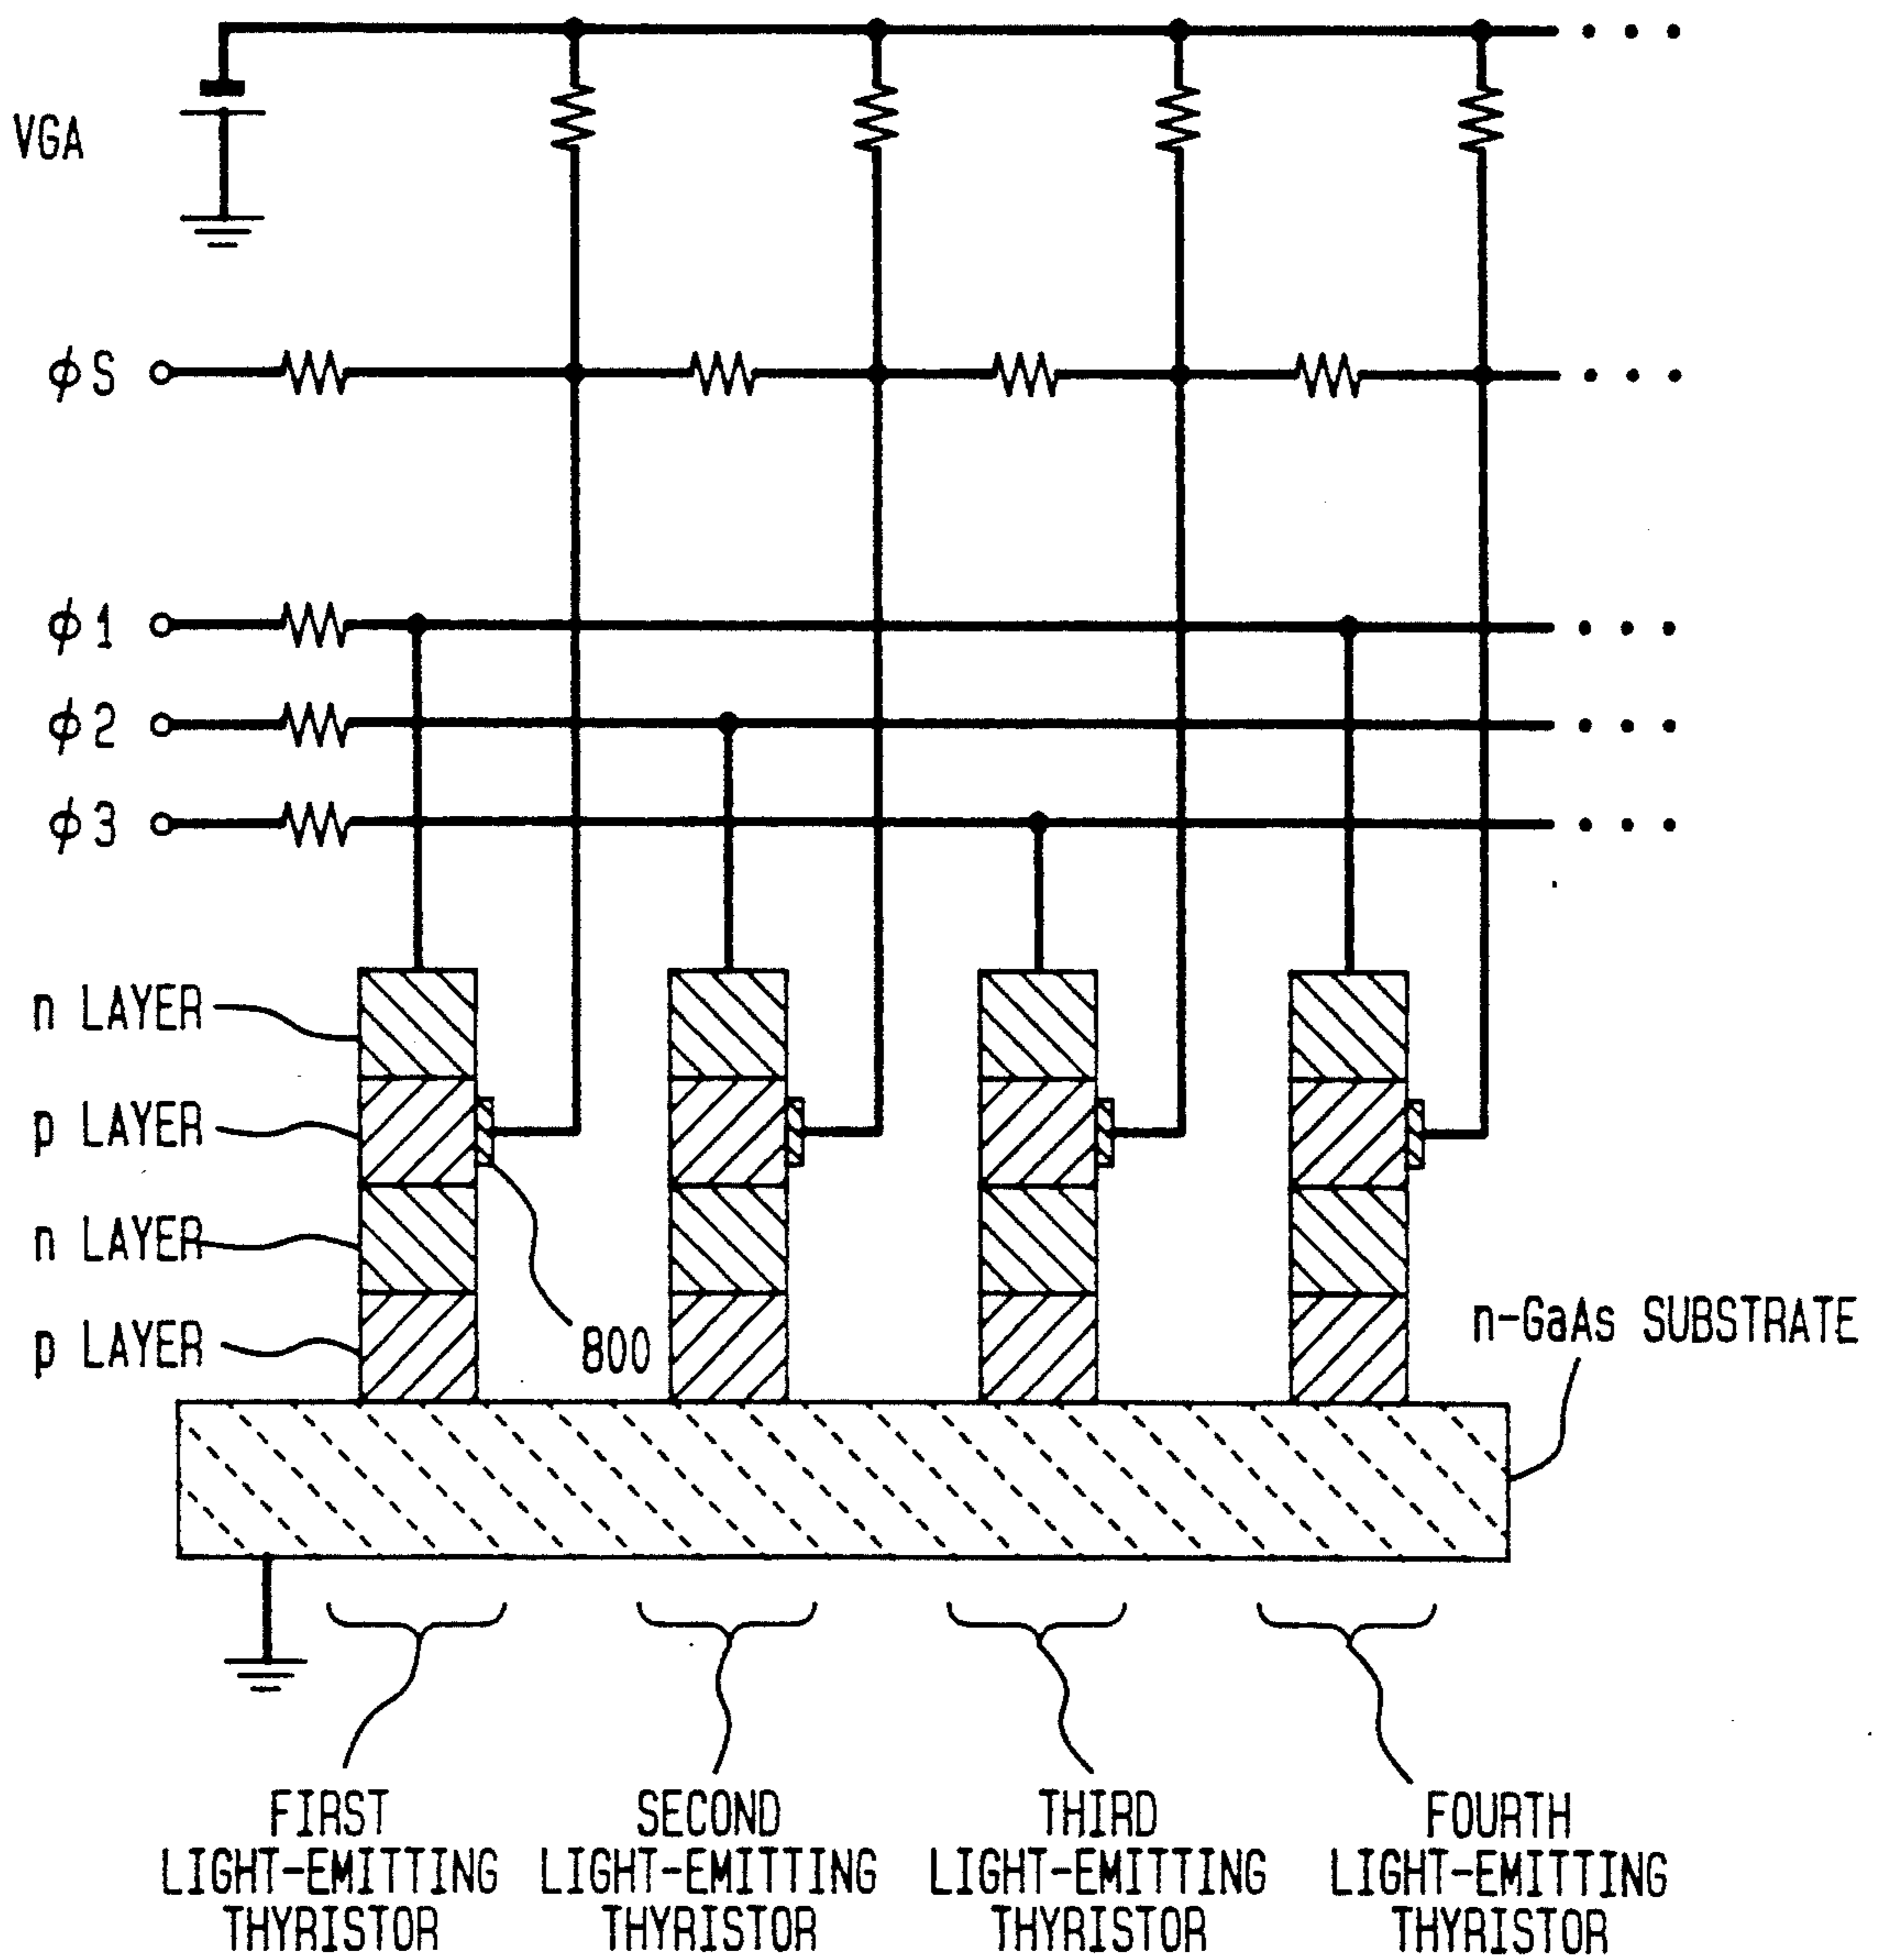 VGA
ϕS
ϕ1
ϕ2
ϕ3
n LAYER
p LAYER
n LAYER
p LAYER
800
n-GaAs SUBSTRATE
FIRST
LIGHT-EMITTING
THYRISTOR
SECOND
LIGHT-EMITTING
THYRISTOR
THIRD
LIGHT-EMITTING
THYRISTOR
FOURTH
LIGHT-EMITTING
THYRISTOR